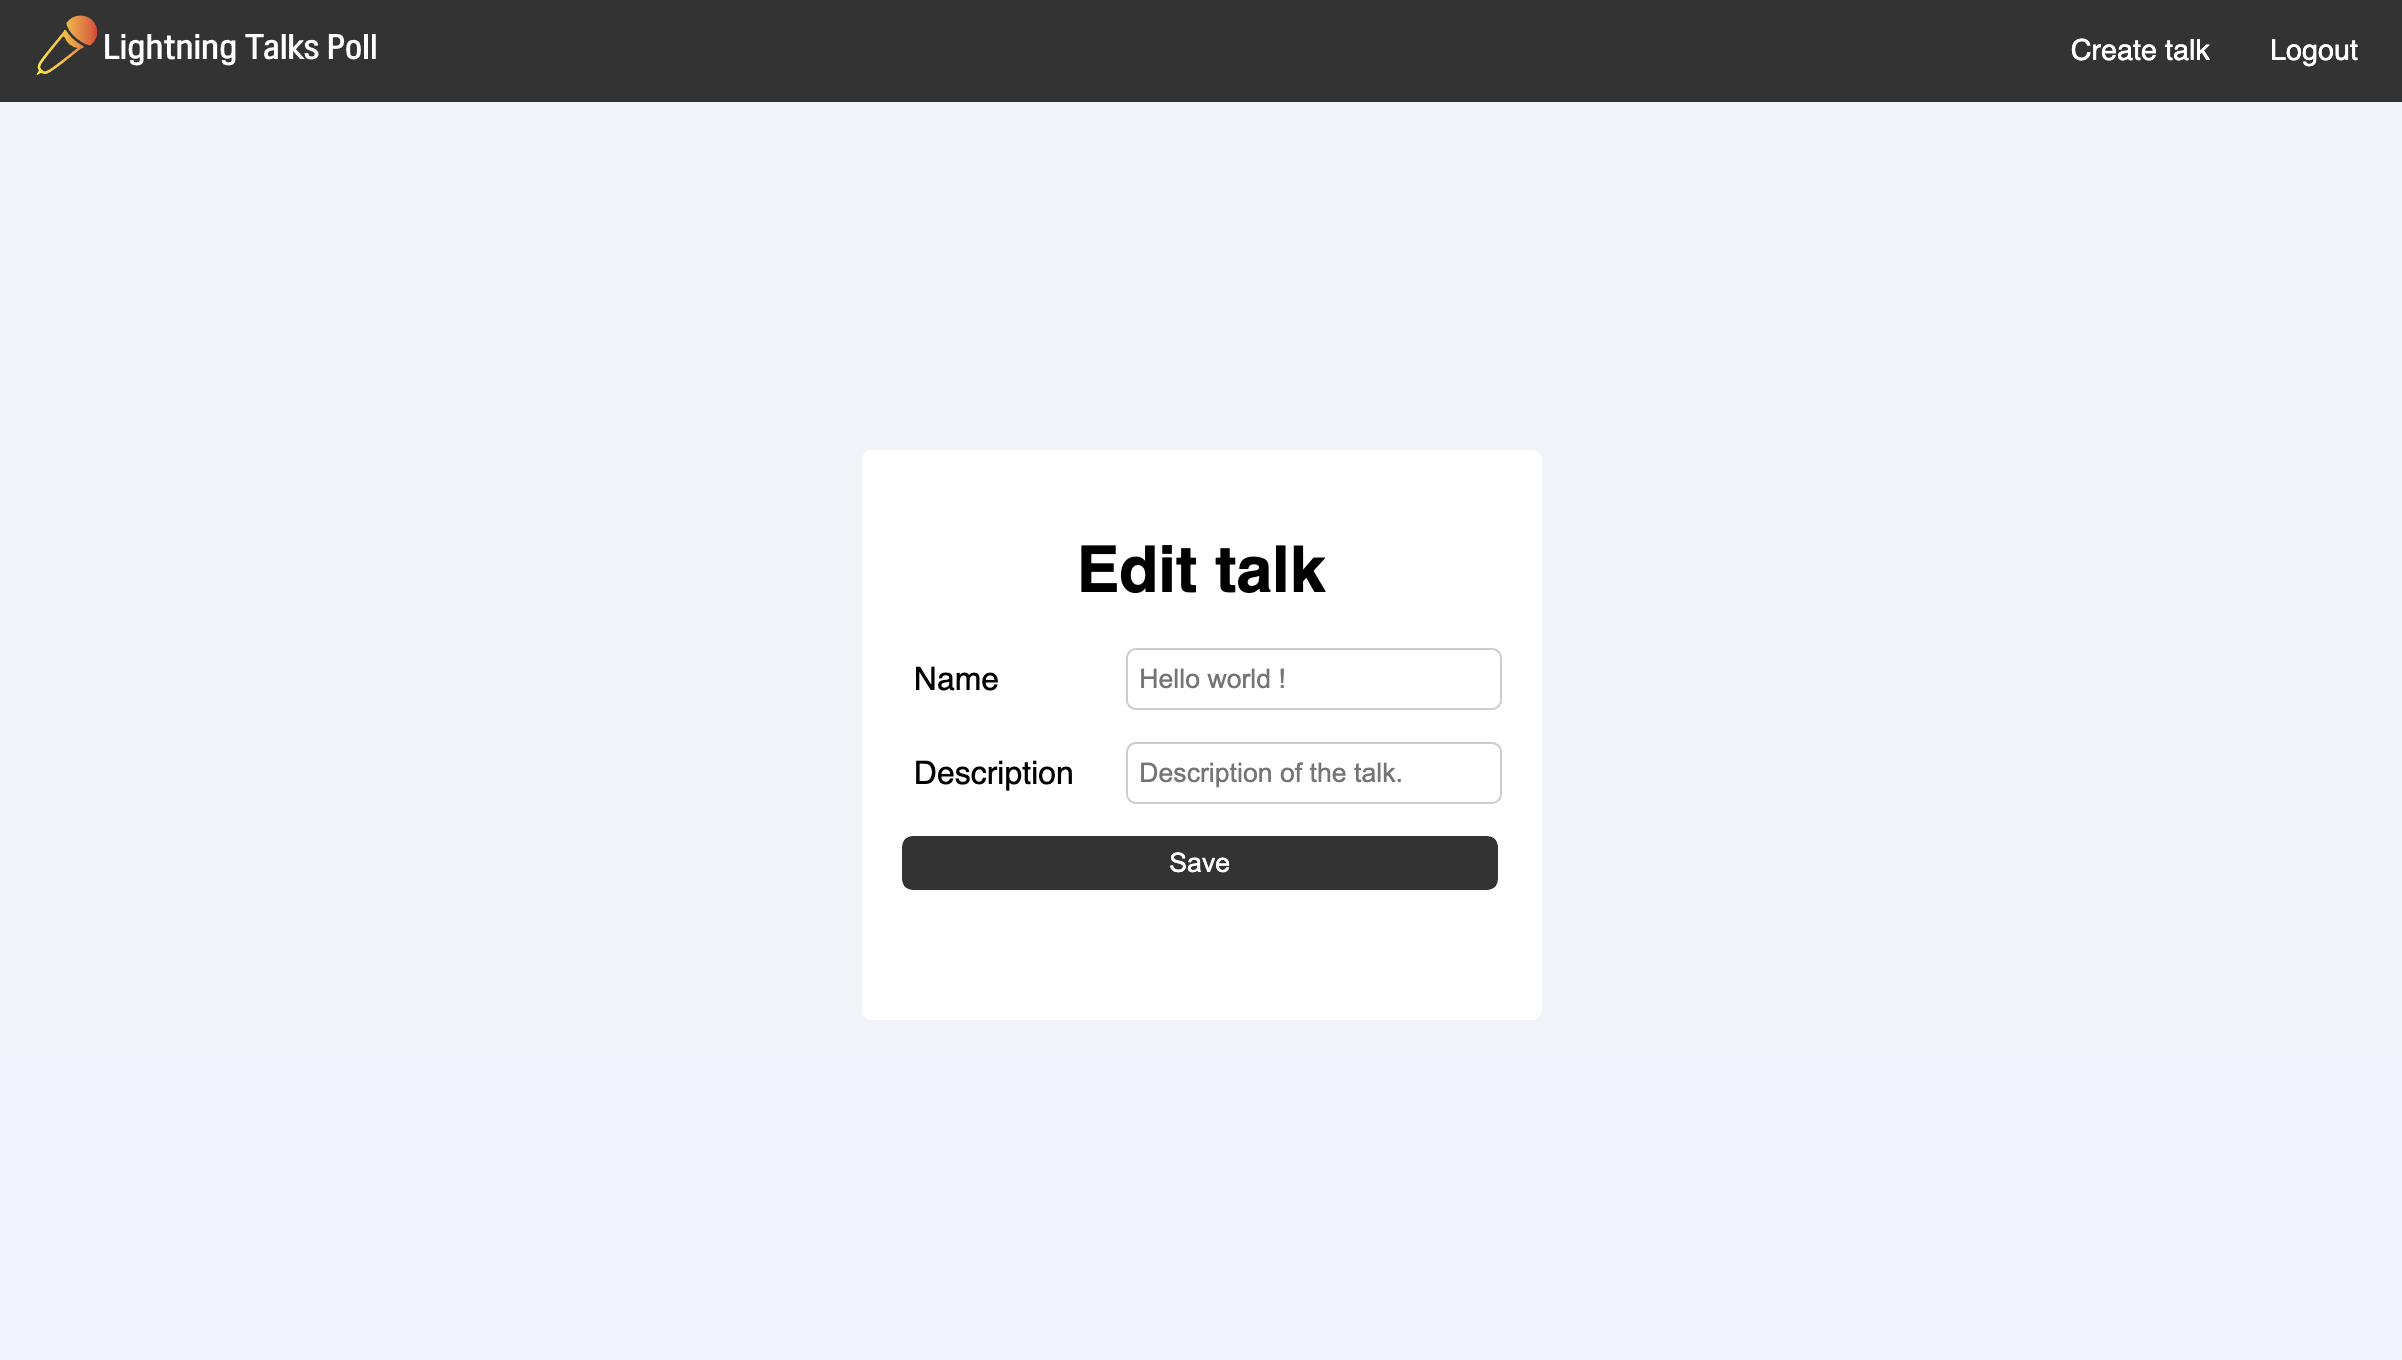 Lightning Talks Poll
Create talk
Logout
Edit talk
Name
Hello world !
Description
Description of the talk.
Save